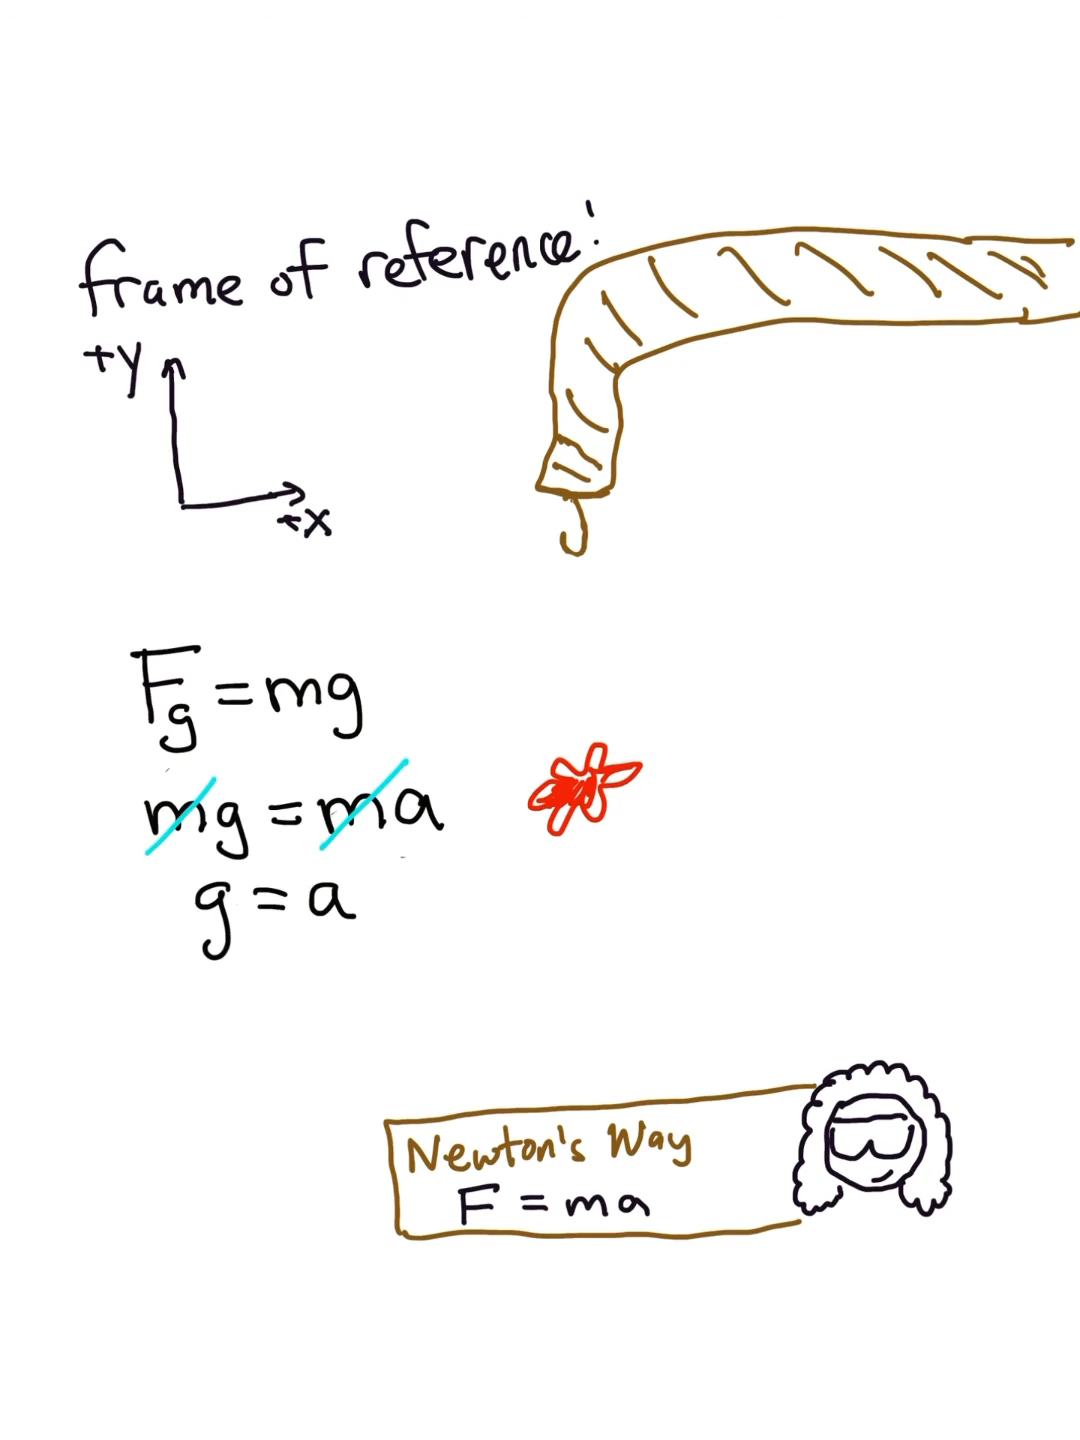 frame of reference:
+y
+x
Fg = mg
mg = ma
g = a
Newton's Way
F = ma